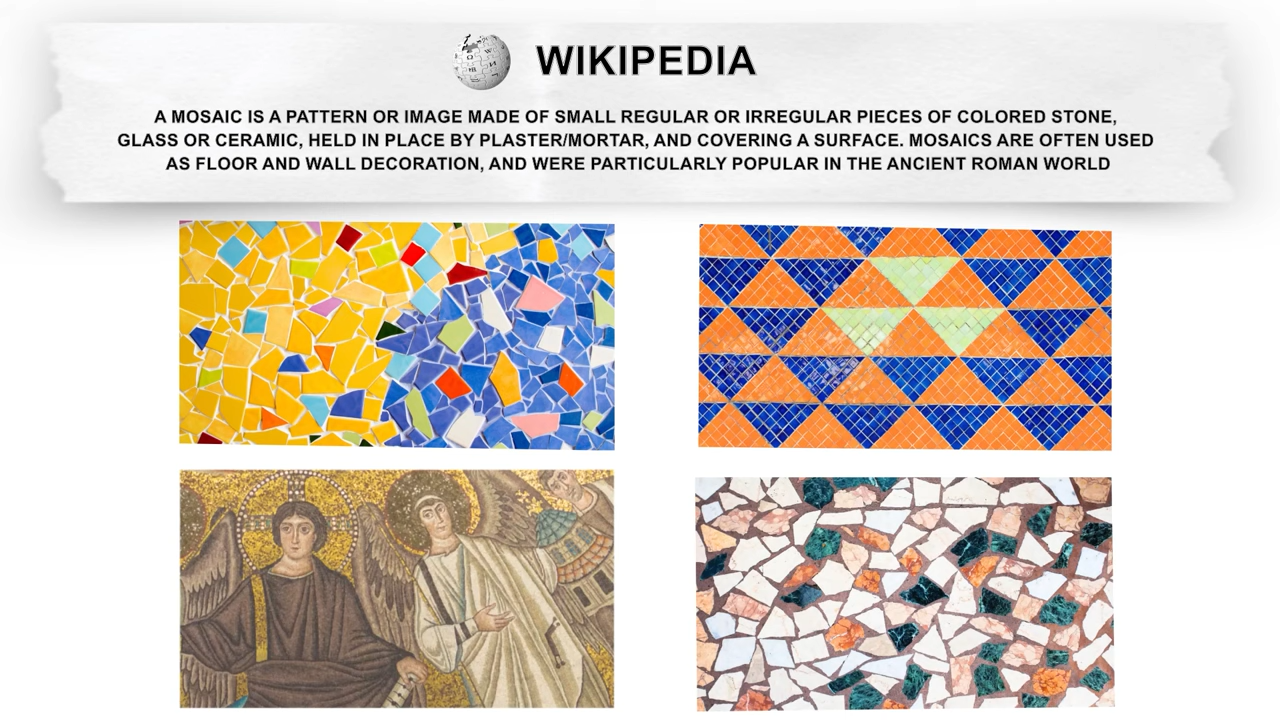 WIKIPEDIA
A MOSAIC IS A PATTERN OR IMAGE MADE OF SMALL REGULAR OR IRREGULAR PIECES OF COLORED STONE,
GLASS OR CERAMIC, HELD IN PLACE BY PLASTER/MORTAR, AND COVERING A SURFACE. MOSAICS ARE OFTEN USED
AS FLOOR AND WALL DECORATION, AND WERE PARTICULARLY POPULAR IN THE ANCIENT ROMAN WORLD